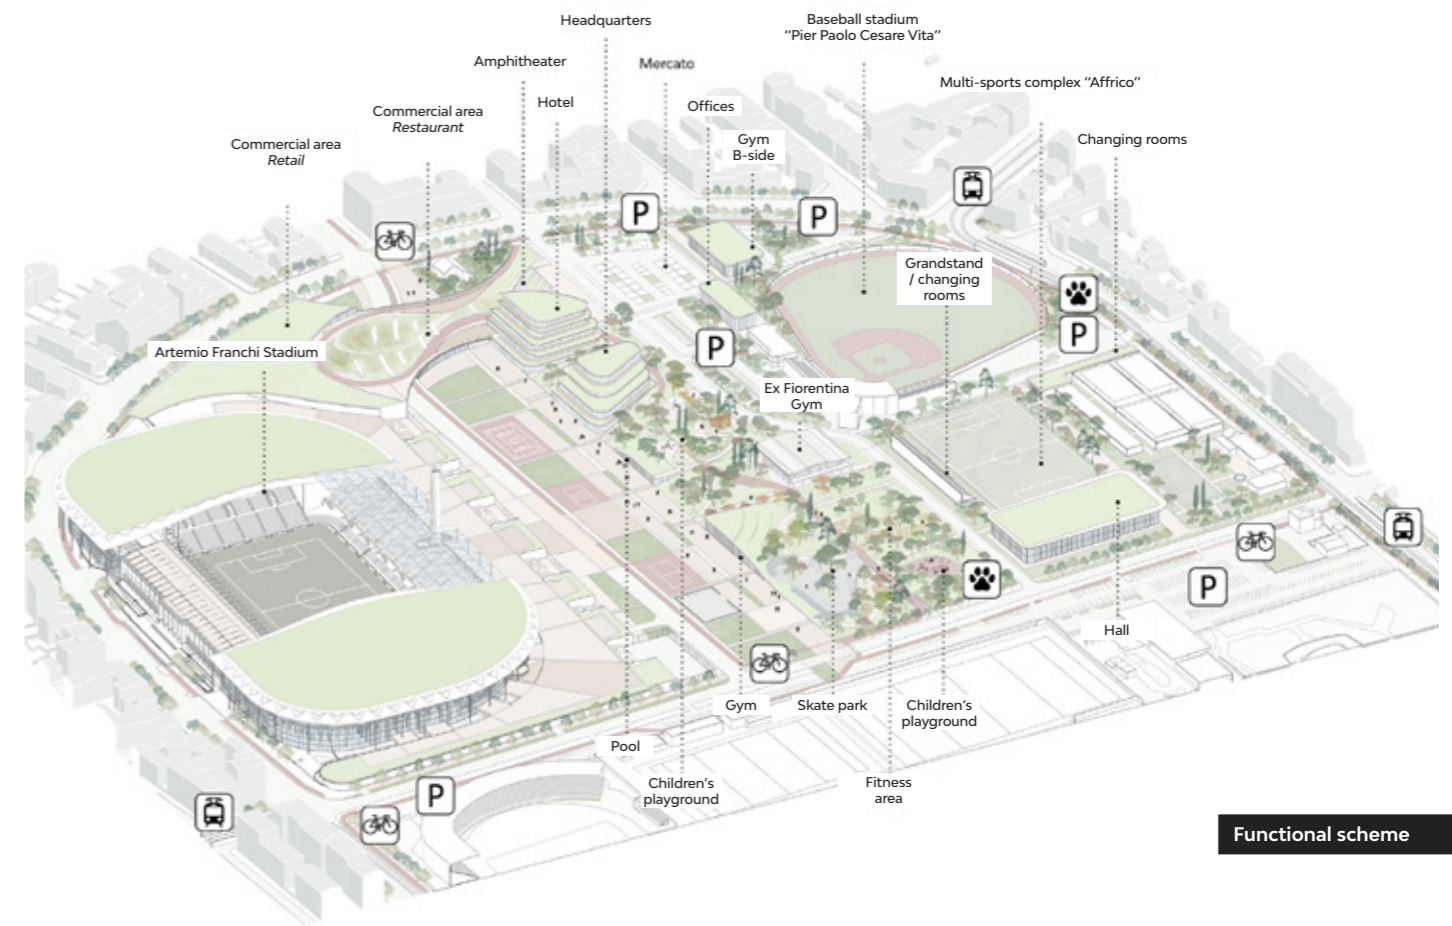 Headquarters
Baseball stadium
“Pier Paolo Cesare Vita”
Amphitheater
Mercato
Multi-sports complex “Affrico”
Hotel
Offices
Commercial area
Restaurant
Gym
B-side
Changing rooms
Commercial area
Retail
P
P
Grandstand
/ changing
rooms
P
P
Artemio Franchi Stadium
Ex Fiorentina
Gym
P
Hall
Gym
Skate park
Children’s
playground
Pool
Children’s
playground
Fitness
area
P
Functional scheme